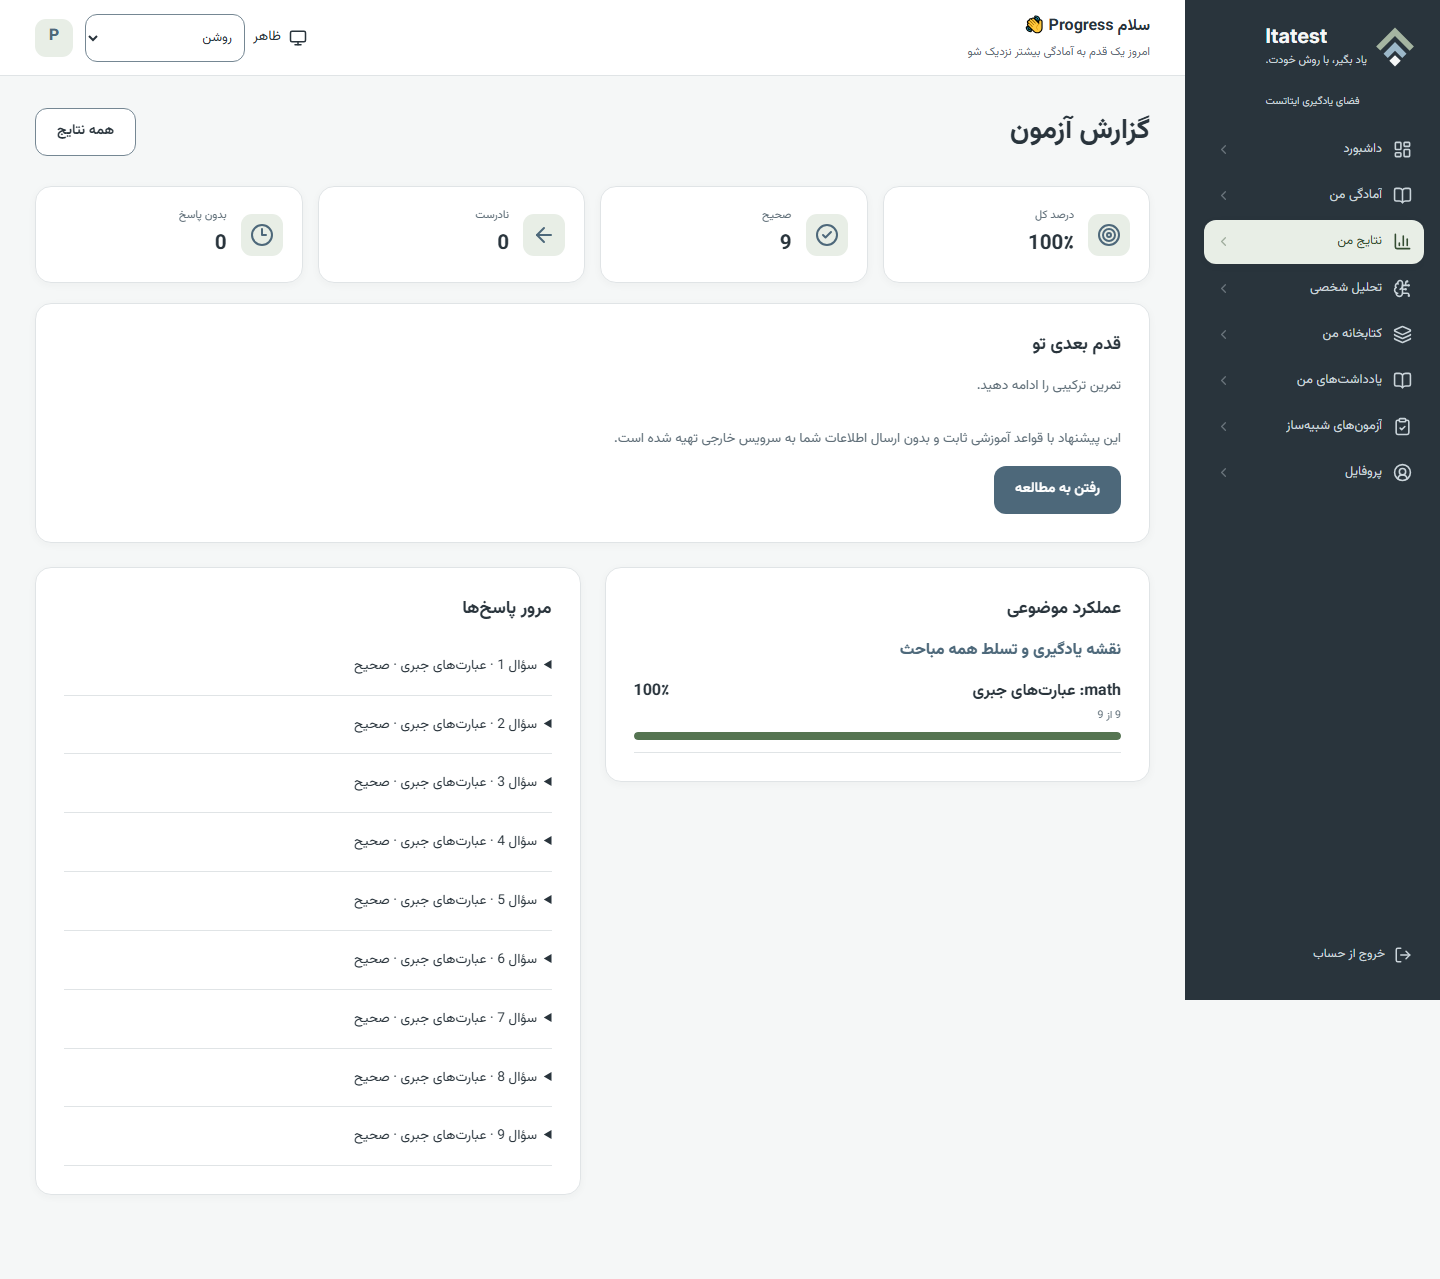 Itatest
یاد بگیر، با روش خودت.
فضای یادگیری ایتاتست
داشبورد
آمادگی من
نتایج من
تحلیل شخصی
کتابخانه من
یادداشت‌های من
آزمون‌های شبیه‌ساز
پروفایل
خروج از حساب
سلام Progress 👋
امروز یک قدم به آمادگی بیشتر نزدیک شو
ظاهر
روشن
P
گزارش آزمون
همه نتایج
درصد کل
100٪
صحیح
9
نادرست
0
بدون پاسخ
0
قدم بعدی تو
تمرین ترکیبی را ادامه دهید.
این پیشنهاد با قواعد آموزشی ثابت و بدون ارسال اطلاعات شما به سرویس خارجی تهیه شده است.
رفتن به مطالعه
عملکرد موضوعی
نقشه یادگیری و تسلط همه مباحث
math: عبارت‌های جبری
100٪
9 از 9
مرور پاسخ‌ها
سؤال 1 · عبارت‌های جبری · صحیح
سؤال 2 · عبارت‌های جبری · صحیح
سؤال 3 · عبارت‌های جبری · صحیح
سؤال 4 · عبارت‌های جبری · صحیح
سؤال 5 · عبارت‌های جبری · صحیح
سؤال 6 · عبارت‌های جبری · صحیح
سؤال 7 · عبارت‌های جبری · صحیح
سؤال 8 · عبارت‌های جبری · صحیح
سؤال 9 · عبارت‌های جبری · صحیح